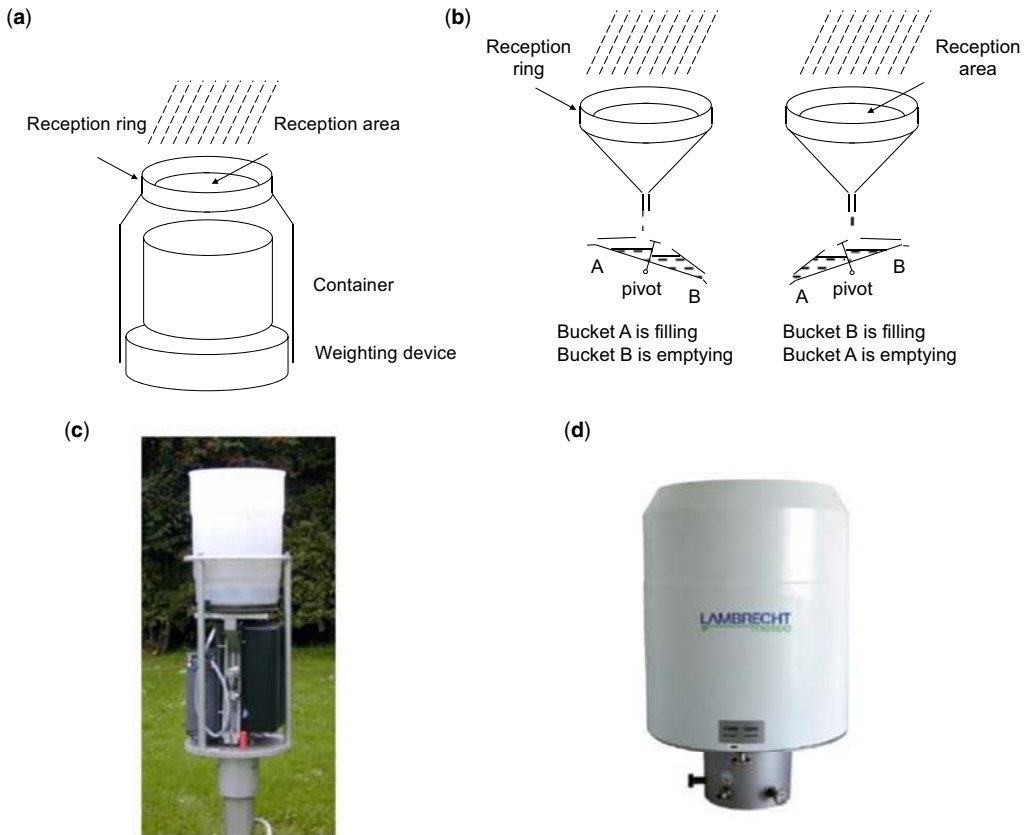 (a)
Reception ring
Reception area
Container
Weighting device
(b)
Reception
ring
Reception
area
A
B
pivot
A
B
pivot
Bucket A is filling
Bucket B is emptying
Bucket B is filling
Bucket A is emptying
(c)
(d)
LAMBRECHT
meteo